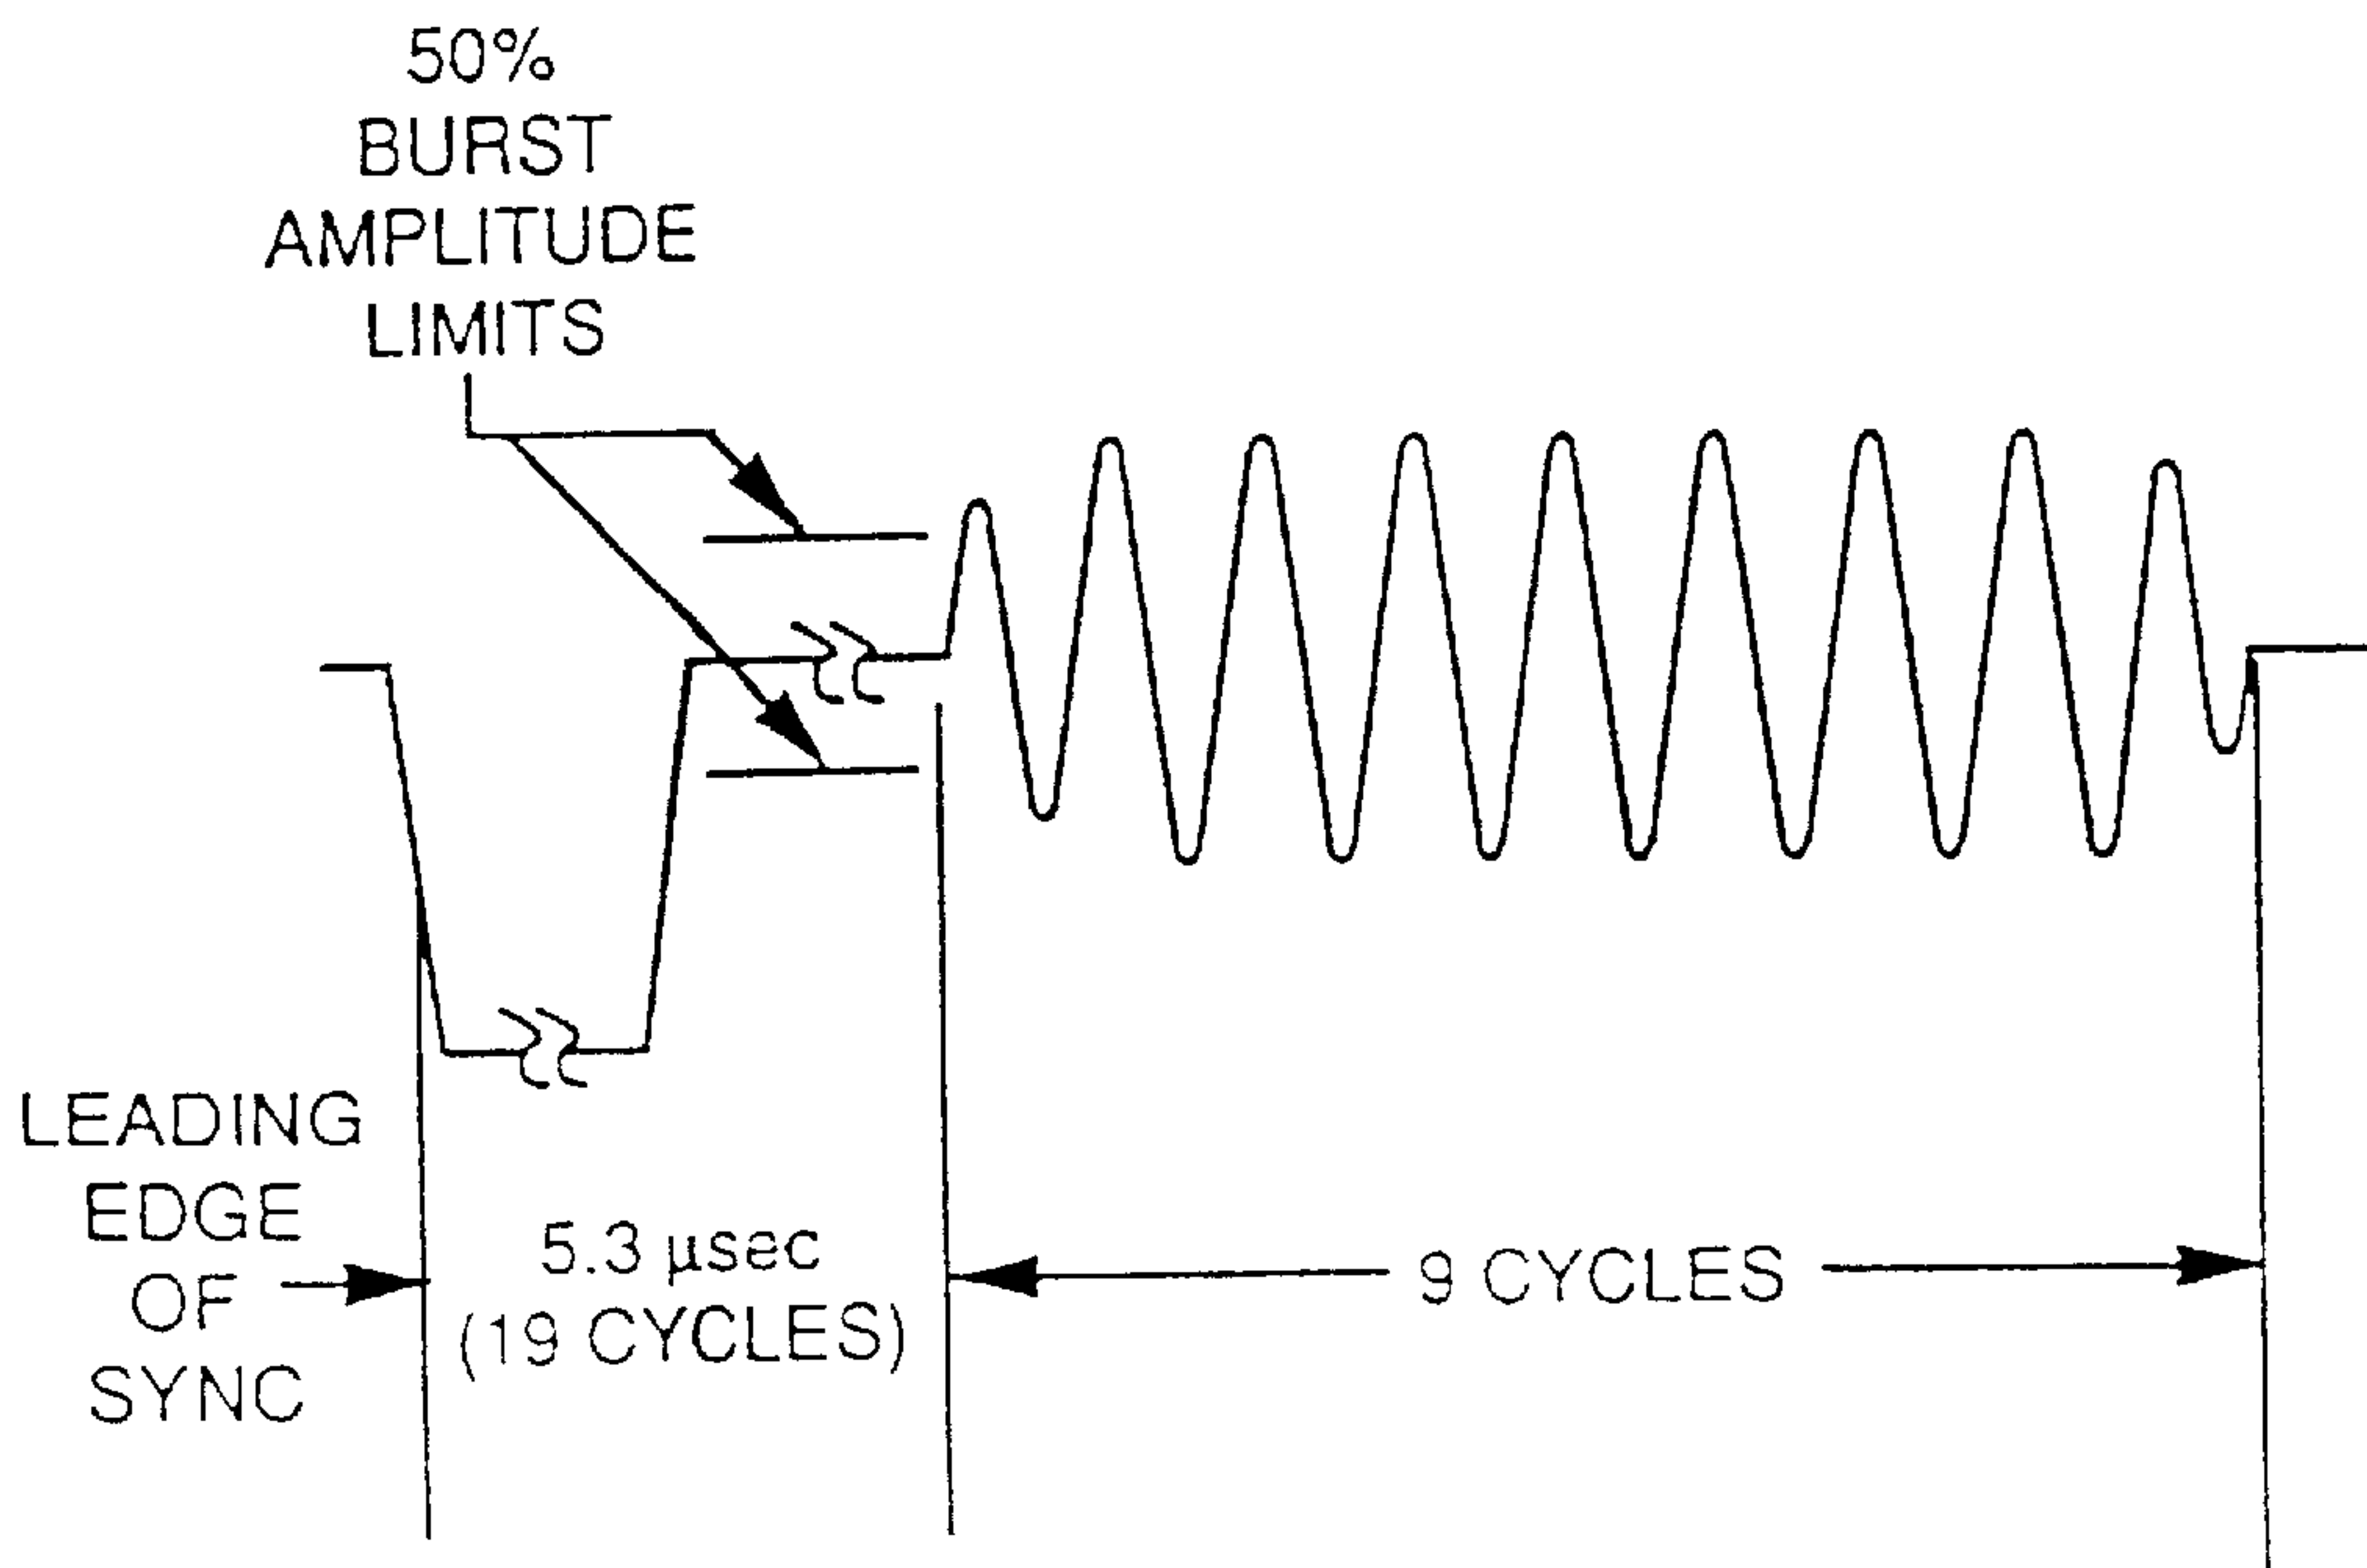 50%
BURST
AMPLITUDE
LIMITS
LEADING
EDGE
OF
SYNC
5.3 µsec
(19 CYCLES)
9 CYCLES